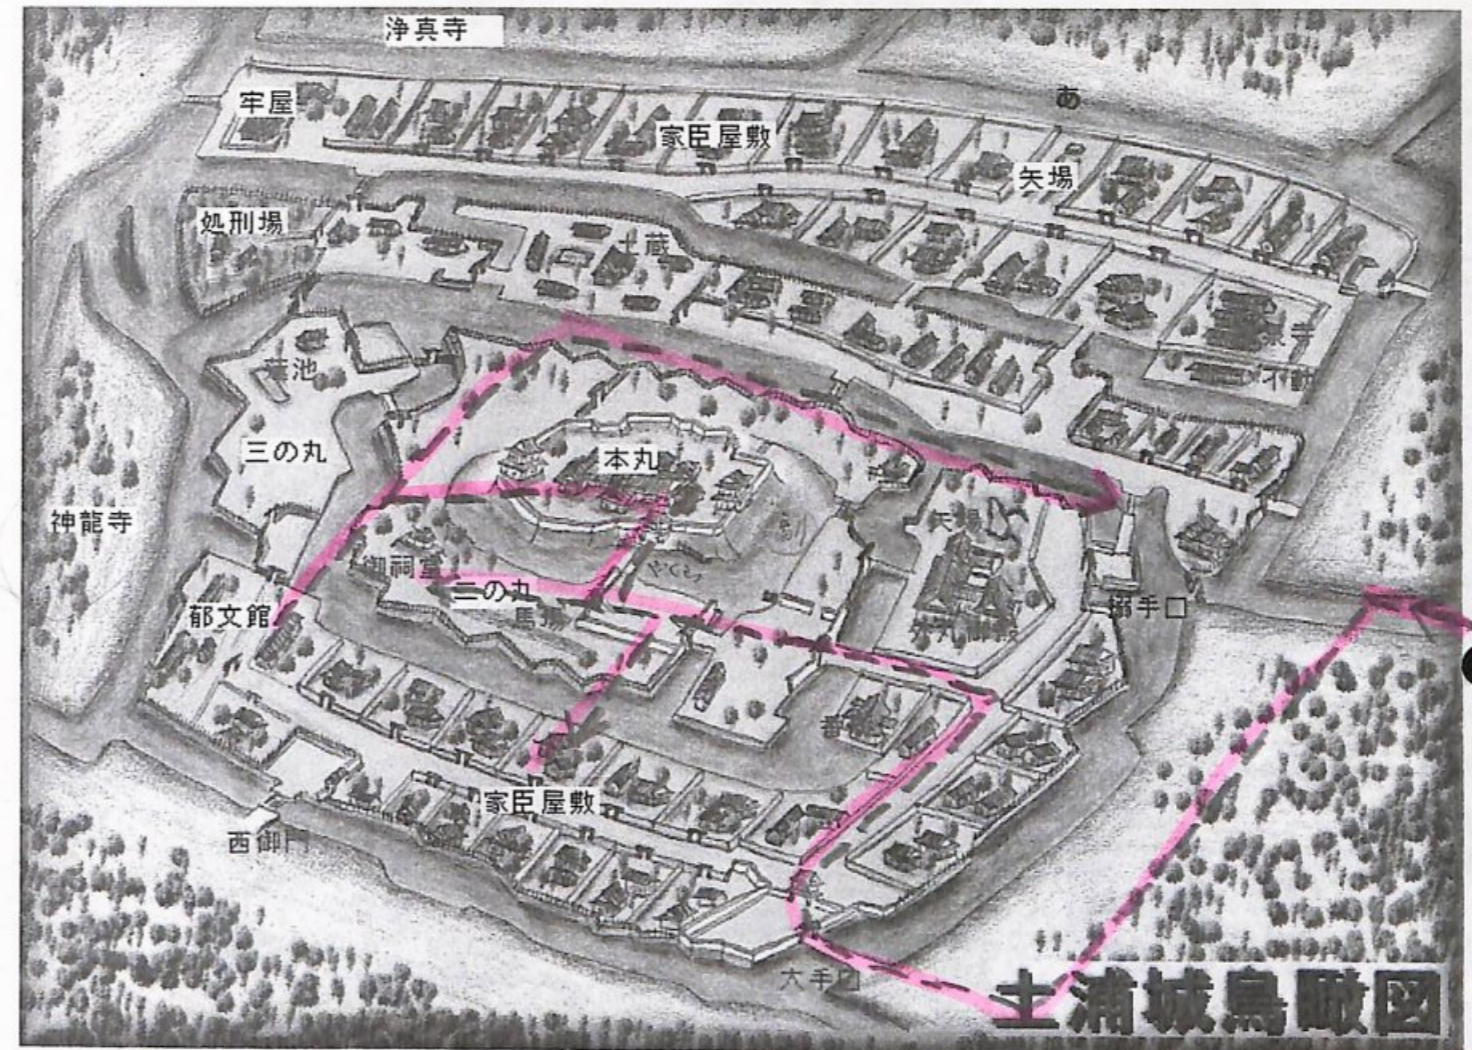 浄真寺
牢屋
あ
家臣屋敷
矢場
処刑場
土蔵
三の丸
本丸
神龍寺
矢場
御祠堂
二の丸
馬場
郁文館
搦手口
家臣屋敷
西御門
大手口
土浦城鳥瞰図